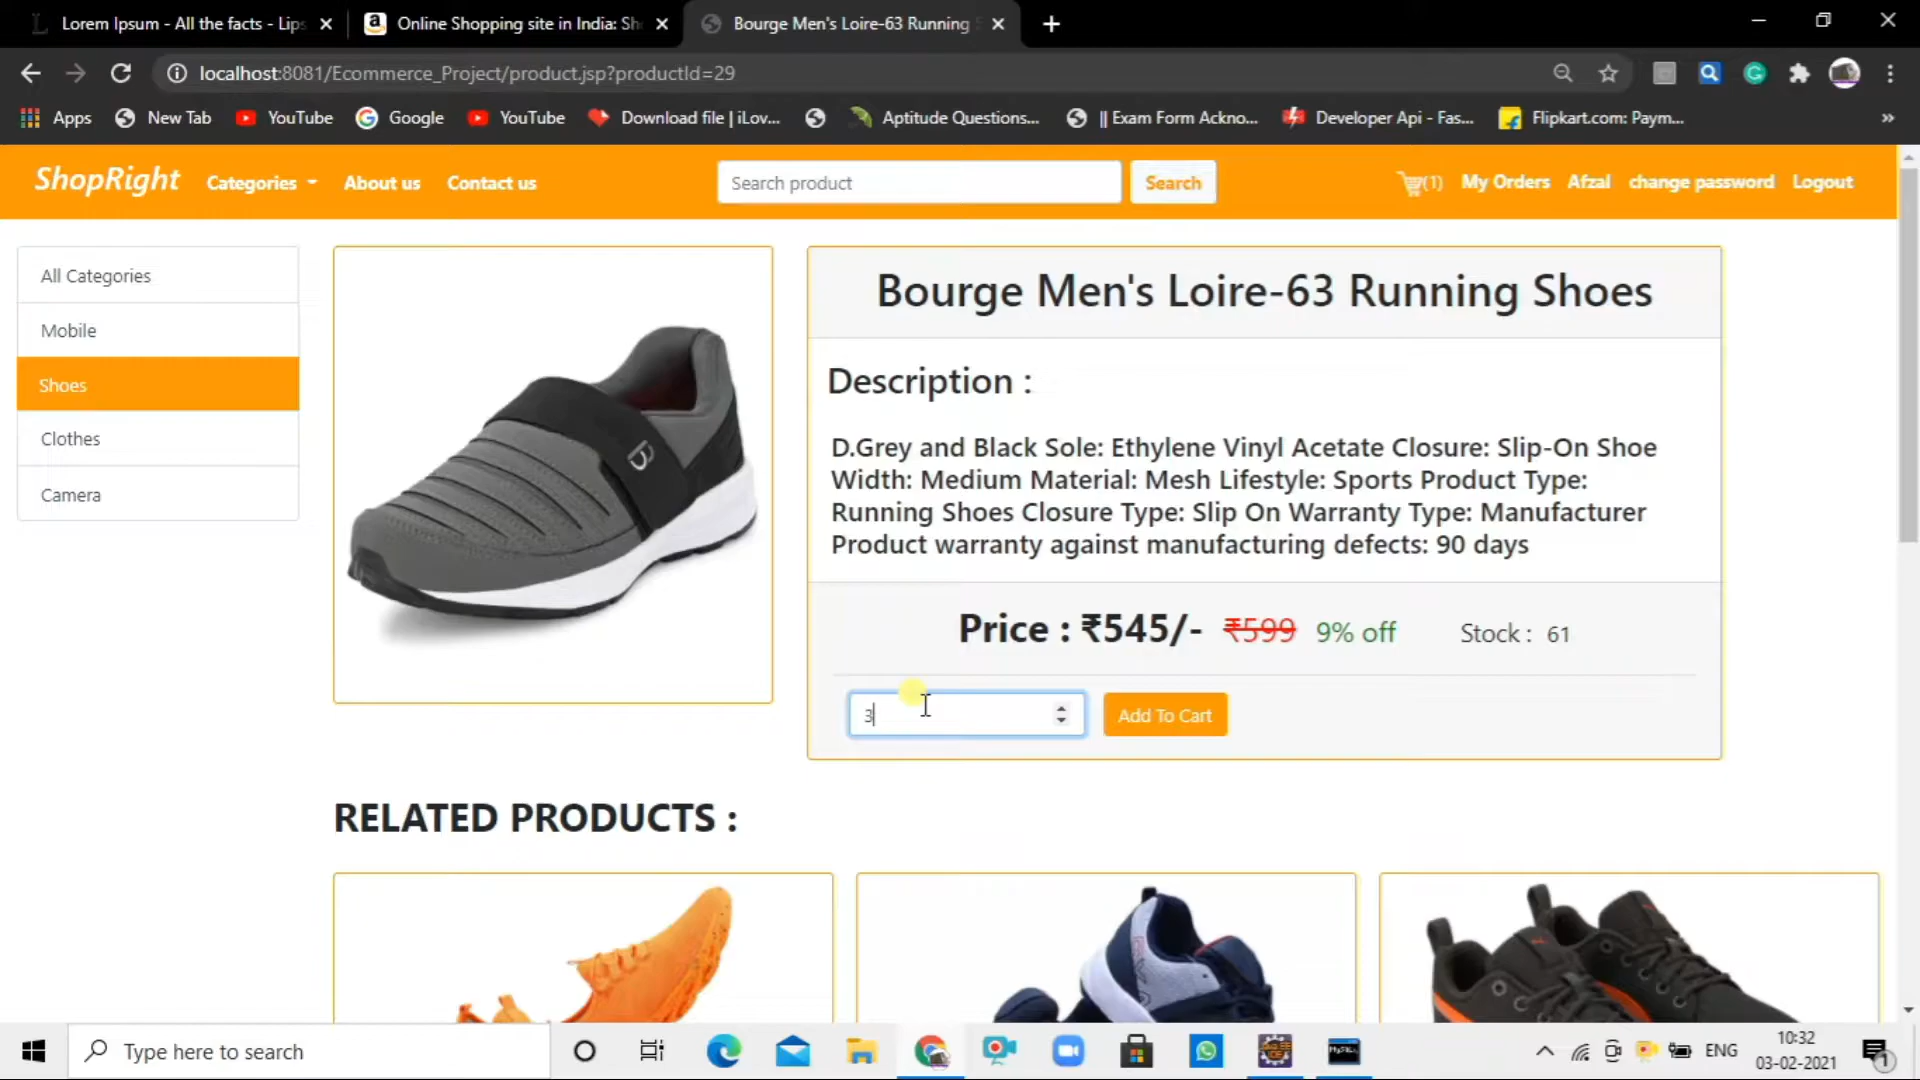 Lorem Ipsum - All the facts - Lips
Online Shopping site in India: Sh
Bourge Men's Loire-63 Running S
localhost:8081/Ecommerce_Project/product.jsp?productId=29
Apps New Tab YouTube Google YouTube Download file | iLov... Aptitude Questions... || Exam Form Ackno... Developer Api - Fas... Flipkart.com: Paym... »
ShopRight Categories About us Contact us Search product Search (1) My Orders Afzal change password Logout
All Categories
Mobile
Shoes
Clothes
Camera
Bourge Men's Loire-63 Running Shoes
Description :
D.Grey and Black Sole: Ethylene Vinyl Acetate Closure: Slip-On Shoe
Width: Medium Material: Mesh Lifestyle: Sports Product Type:
Running Shoes Closure Type: Slip On Warranty Type: Manufacturer
Product warranty against manufacturing defects: 90 days
Price : ₹545/- ₹599 9% off Stock : 61
3 Add To Cart
RELATED PRODUCTS :
Type here to search
ENG
10:32
03-02-2021
1